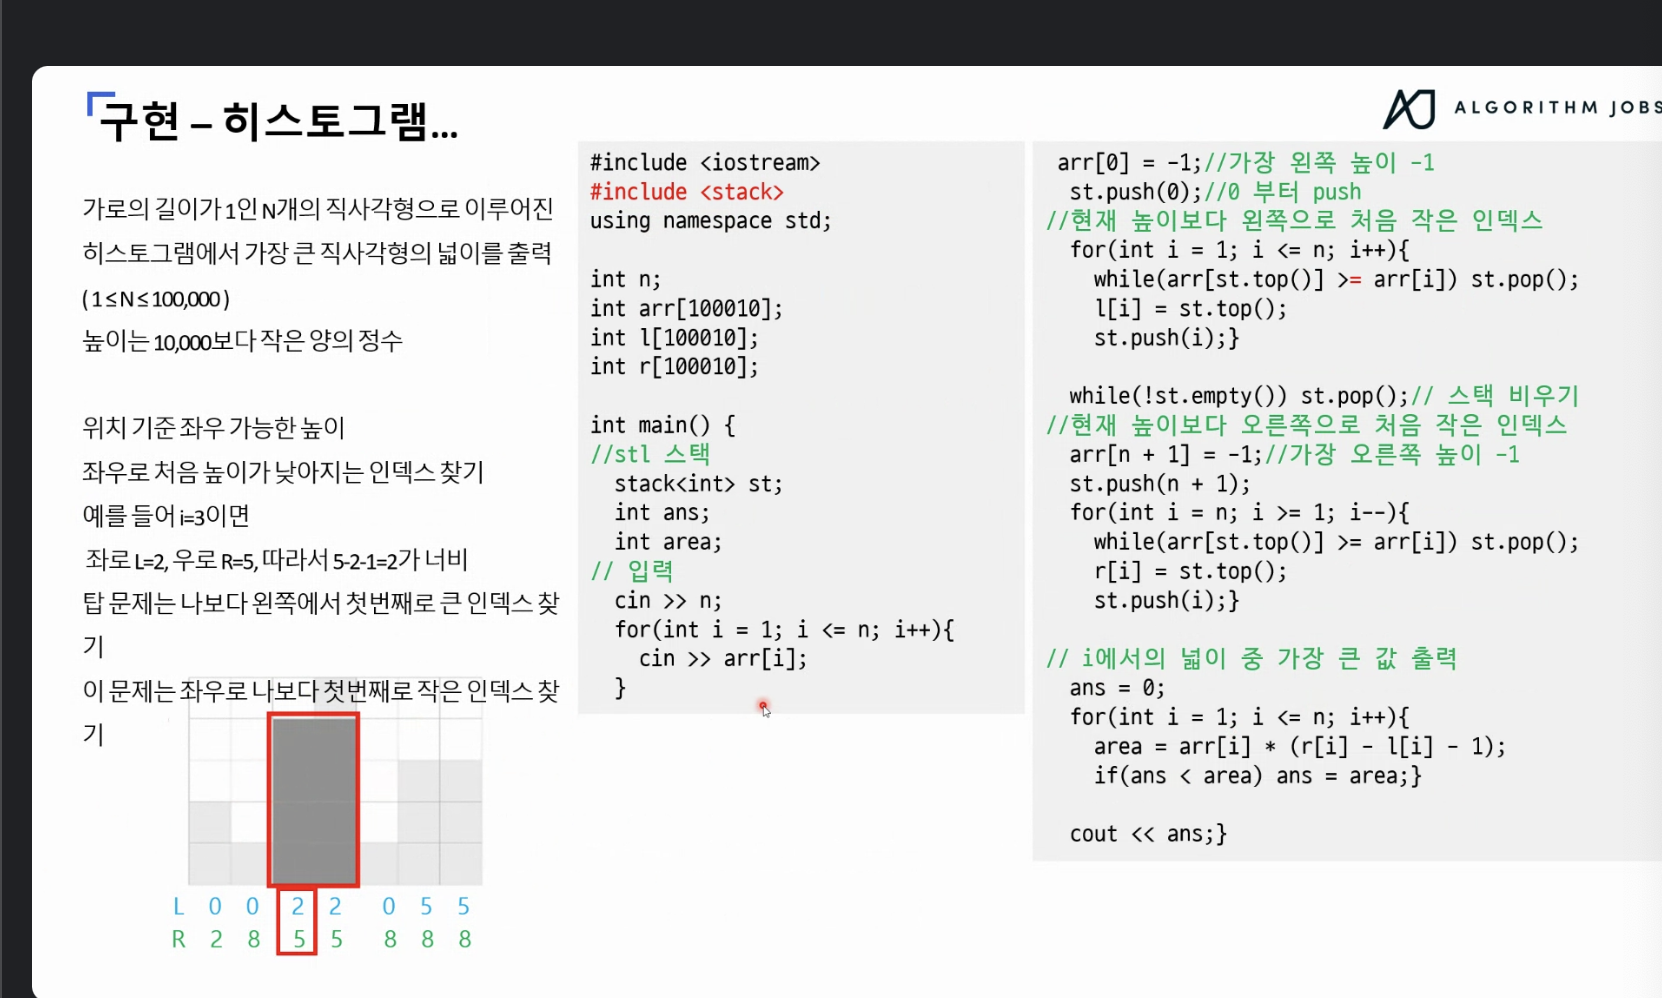 구현 – 히스토그램...
ALGORITHM JOBS
가로의 길이가 1인 N개의 직사각형으로 이루어진
히스토그램에서 가장 큰 직사각형의 넓이를 출력
( 1 ≤ N ≤ 100,000 )
높이는 10,000보다 작은 양의 정수
위치 기준 좌우 가능한 높이
좌우로 처음 높이가 낮아지는 인덱스 찾기
예를 들어 i=3이면
좌로 L=2, 우로 R=5, 따라서 5-2-1=2가 너비
탑 문제는 나보다 왼쪽에서 첫번째로 큰 인덱스 찾
기
이 문제는 좌우로 나보다 첫번째로 작은 인덱스 찾
기
L 0 0 2 2 0 5 5
R 2 8 5 5 8 8 8
#include <iostream>
#include <stack>
using namespace std;
int n;
int arr[100010];
int l[100010];
int r[100010];
int main() {
//stl 스택
stack<int> st;
int ans;
int area;
// 입력
cin >> n;
for(int i = 1; i <= n; i++){
cin >> arr[i];
}
arr[0] = -1;//가장 왼쪽 높이 -1
st.push(0);//0 부터 push
//현재 높이보다 왼쪽으로 처음 작은 인덱스
for(int i = 1; i <= n; i++){
while(arr[st.top()] >= arr[i]) st.pop();
l[i] = st.top();
st.push(i);}
while(!st.empty()) st.pop();// 스택 비우기
//현재 높이보다 오른쪽으로 처음 작은 인덱스
arr[n + 1] = -1;//가장 오른쪽 높이 -1
st.push(n + 1);
for(int i = n; i >= 1; i--){
while(arr[st.top()] >= arr[i]) st.pop();
r[i] = st.top();
st.push(i);}
// i에서의 넓이 중 가장 큰 값 출력
ans = 0;
for(int i = 1; i <= n; i++){
area = arr[i] * (r[i] - l[i] - 1);
if(ans < area) ans = area;}
cout << ans;}